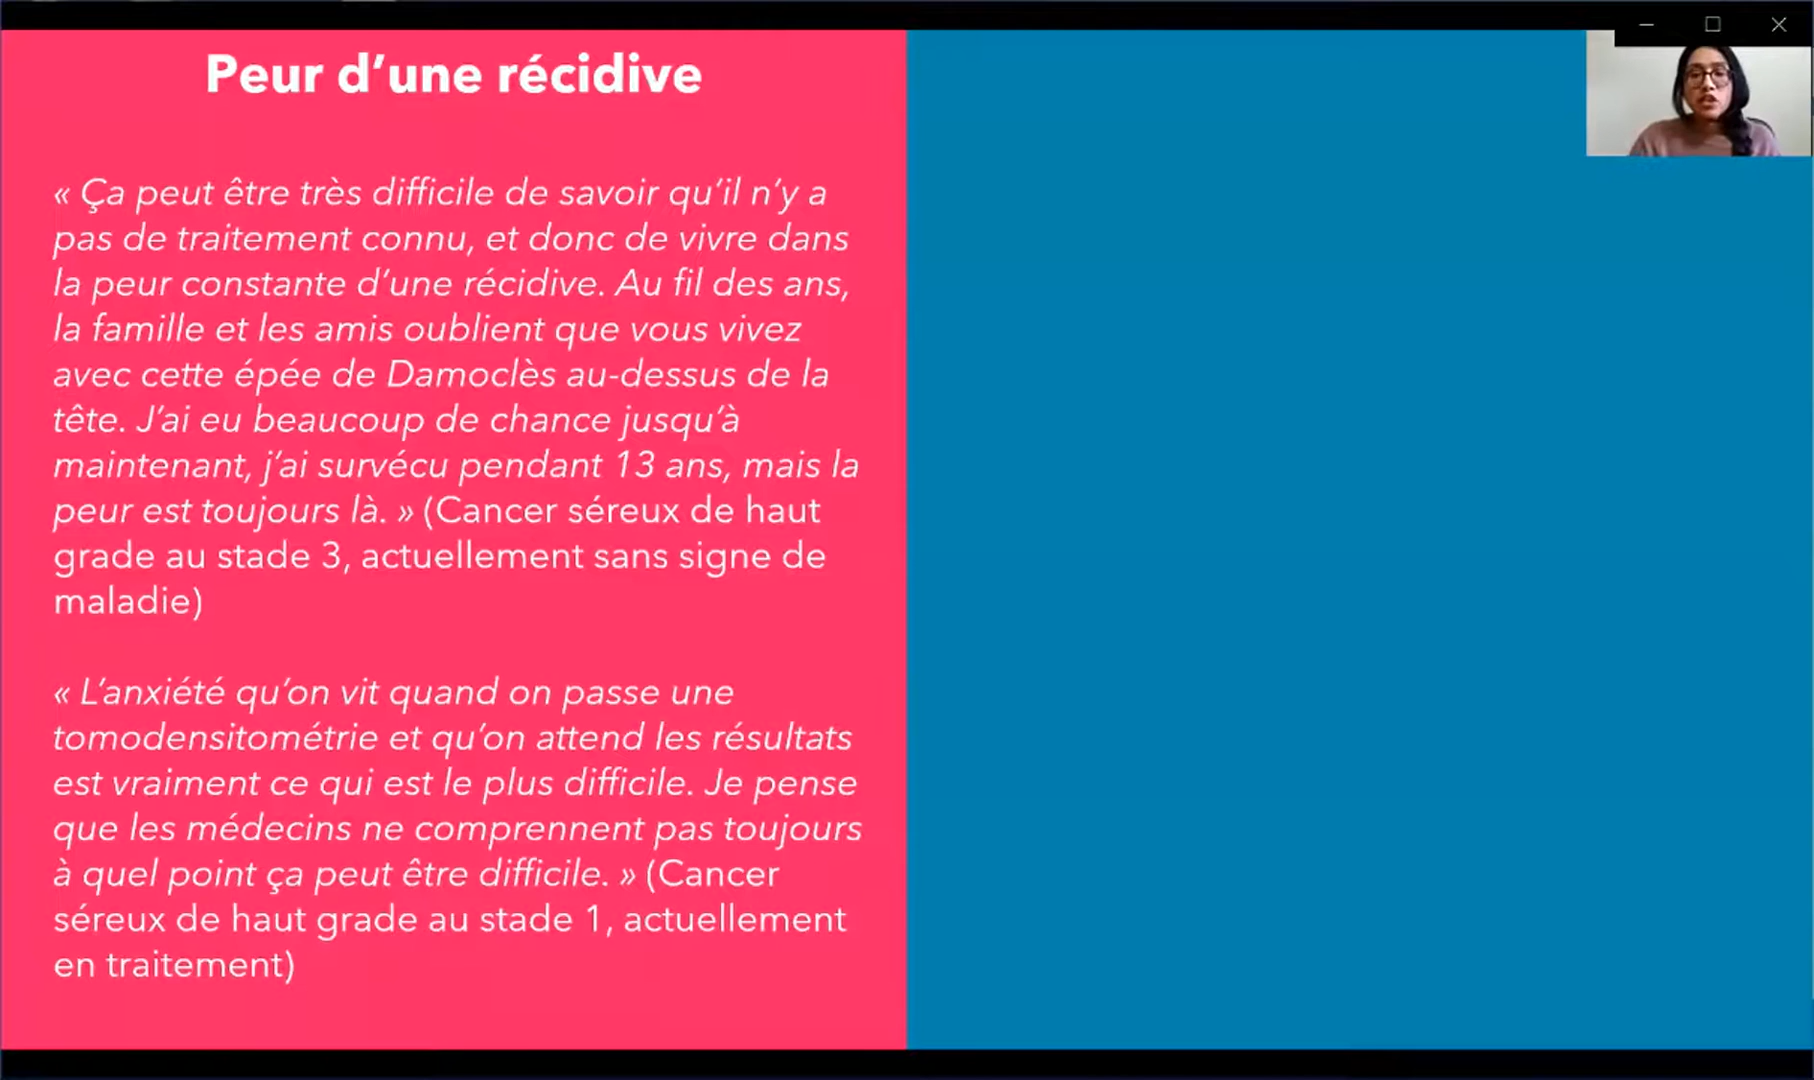 Peur d’une récidive
« Ça peut être très difficile de savoir qu’il n’y a
pas de traitement connu, et donc de vivre dans
la peur constante d’une récidive. Au fil des ans,
la famille et les amis oublient que vous vivez
avec cette épée de Damoclès au-dessus de la
tête. J’ai eu beaucoup de chance jusqu’à
maintenant, j’ai survécu pendant 13 ans, mais la
peur est toujours là. » (Cancer séreux de haut
grade au stade 3, actuellement sans signe de
maladie)
« L’anxiété qu’on vit quand on passe une
tomodensitométrie et qu’on attend les résultats
est vraiment ce qui est le plus difficile. Je pense
que les médecins ne comprennent pas toujours
à quel point ça peut être difficile. » (Cancer
séreux de haut grade au stade 1, actuellement
en traitement)